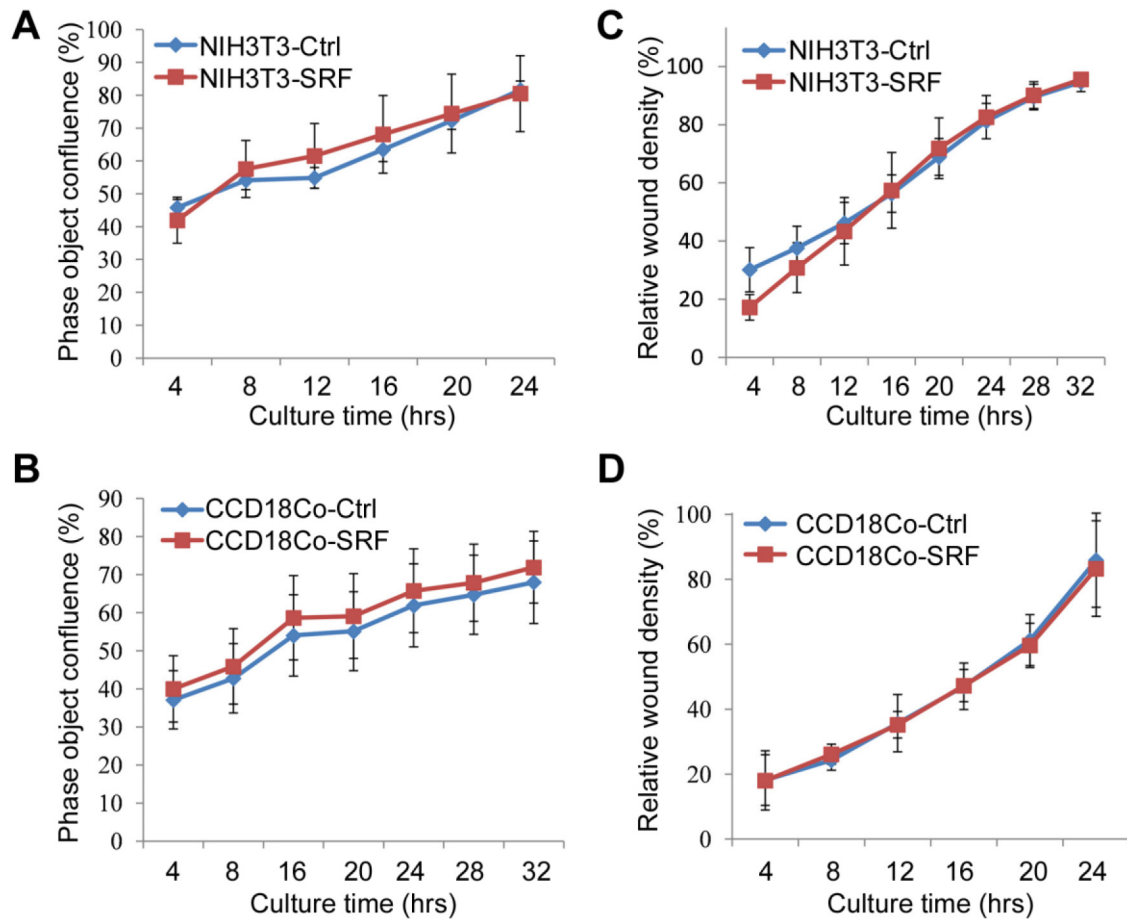 A
Phase object confluence (%)
NIH3T3-Ctrl
NIH3T3-SRF
100
90
80
70
60
50
40
30
20
10
0
4 8 12 16 20 24
Culture time (hrs)
C
Relative wound density (%)
NIH3T3-Ctrl
NIH3T3-SRF
100
80
60
40
20
0
4 8 12 16 20 24 28 32
Culture time (hrs)
B
Phase object confluence (%)
CCD18Co-Ctrl
CCD18Co-SRF
90
80
70
60
50
40
30
20
10
0
4 8 16 20 24 28 32
Culture time (hrs)
D
Relative wound density (%)
CCD18Co-Ctrl
CCD18Co-SRF
100
80
60
40
20
0
4 8 12 16 20 24
Culture time (hrs)